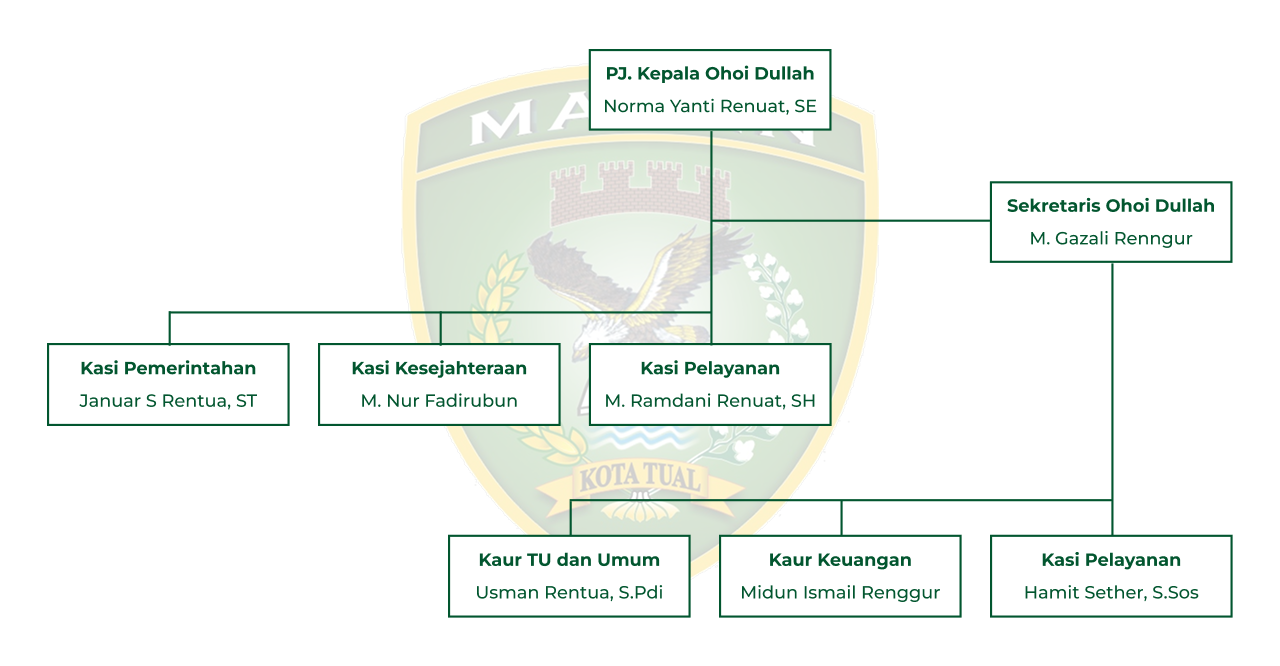 PJ. Kepala Ohoi Dullah
Norma Yanti Renuat, SE
Sekretaris Ohoi Dullah
M. Gazali Renngur
Kasi Pemerintahan
Januar S Rentua, ST
Kasi Kesejahteraan
M. Nur Fadirubun
Kasi Pelayanan
M. Ramdani Renuat, SH
KOTA TUAL
Kaur TU dan Umum
Usman Rentua, S.Pdi
Kaur Keuangan
Midun Ismail Renggur
Kasi Pelayanan
Hamit Sether, S.Sos